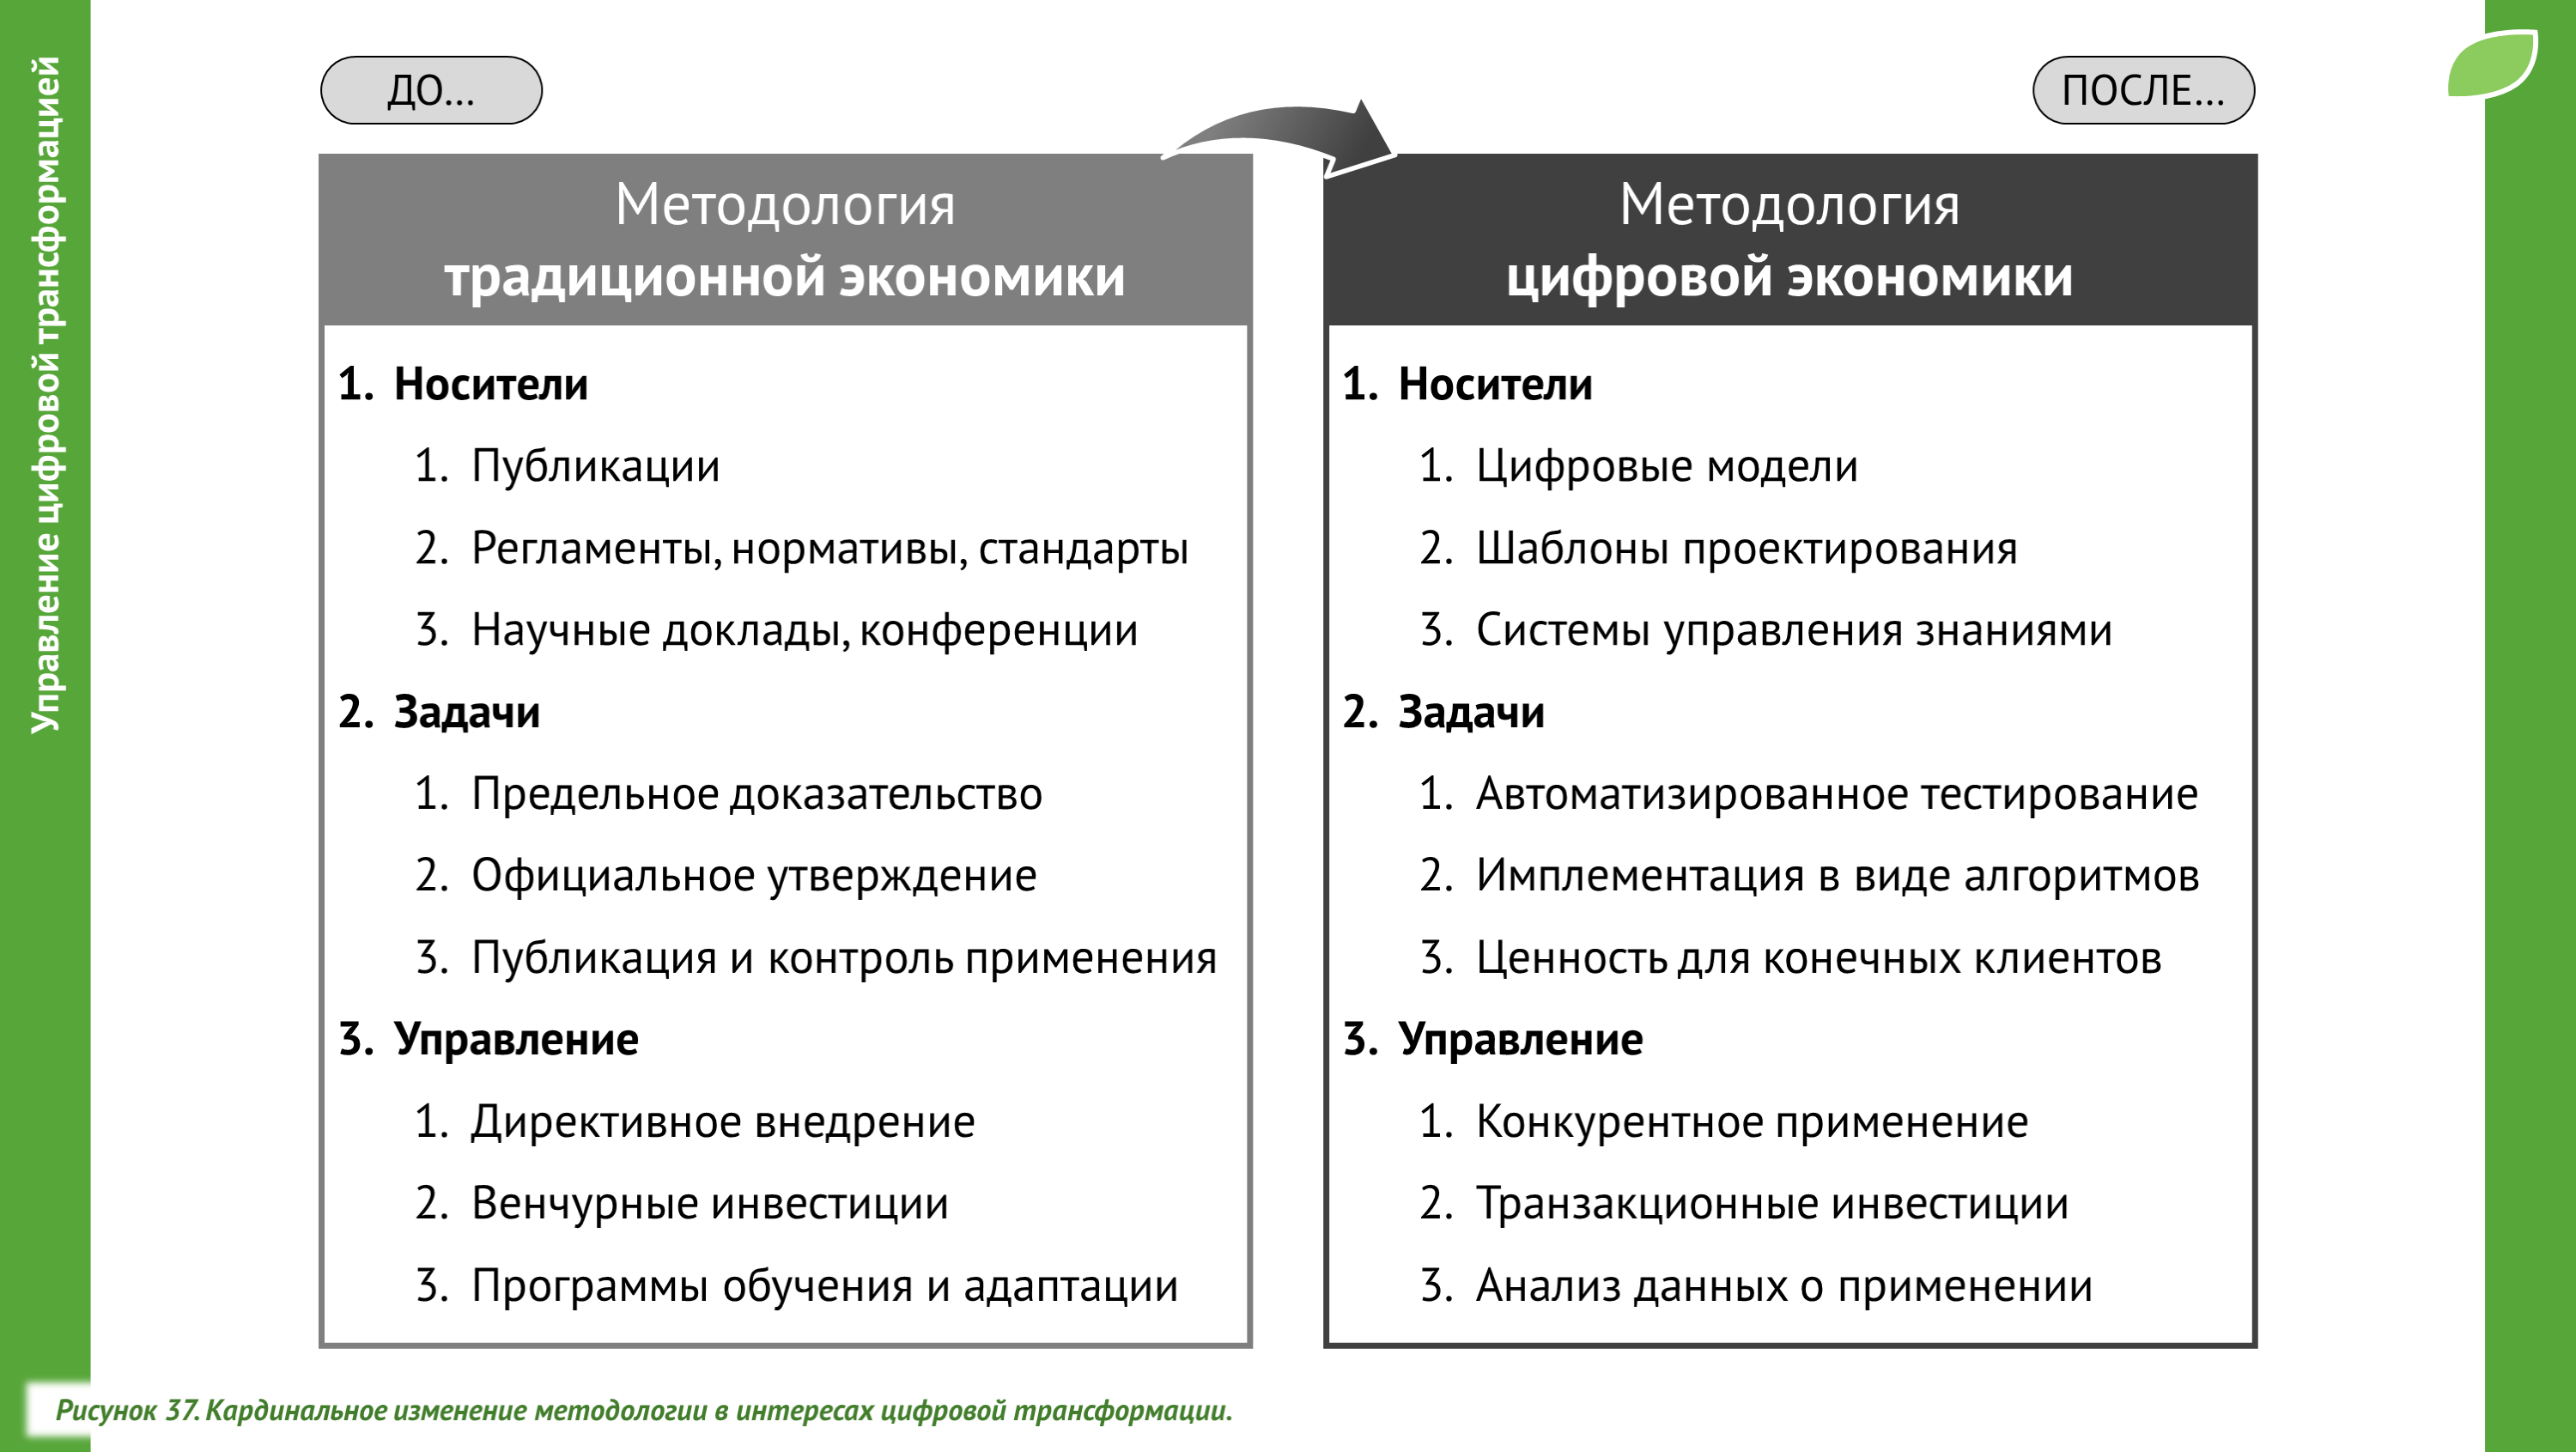 Управление цифровой трансформацией
ДО...
ПОСЛЕ...
Методология
традиционной экономики
1. Носители
1. Публикации
2. Регламенты, нормативы, стандарты
3. Научные доклады, конференции
2. Задачи
1. Предельное доказательство
2. Официальное утверждение
3. Публикация и контроль применения
3. Управление
1. Директивное внедрение
2. Венчурные инвестиции
3. Программы обучения и адаптации
Методология
цифровой экономики
1. Носители
1. Цифровые модели
2. Шаблоны проектирования
3. Системы управления знаниями
2. Задачи
1. Автоматизированное тестирование
2. Имплементация в виде алгоритмов
3. Ценность для конечных клиентов
3. Управление
1. Конкурентное применение
2. Транзакционные инвестиции
3. Анализ данных о применении
Рисунок 37. Кардинальное изменение методологии в интересах цифровой трансформации.